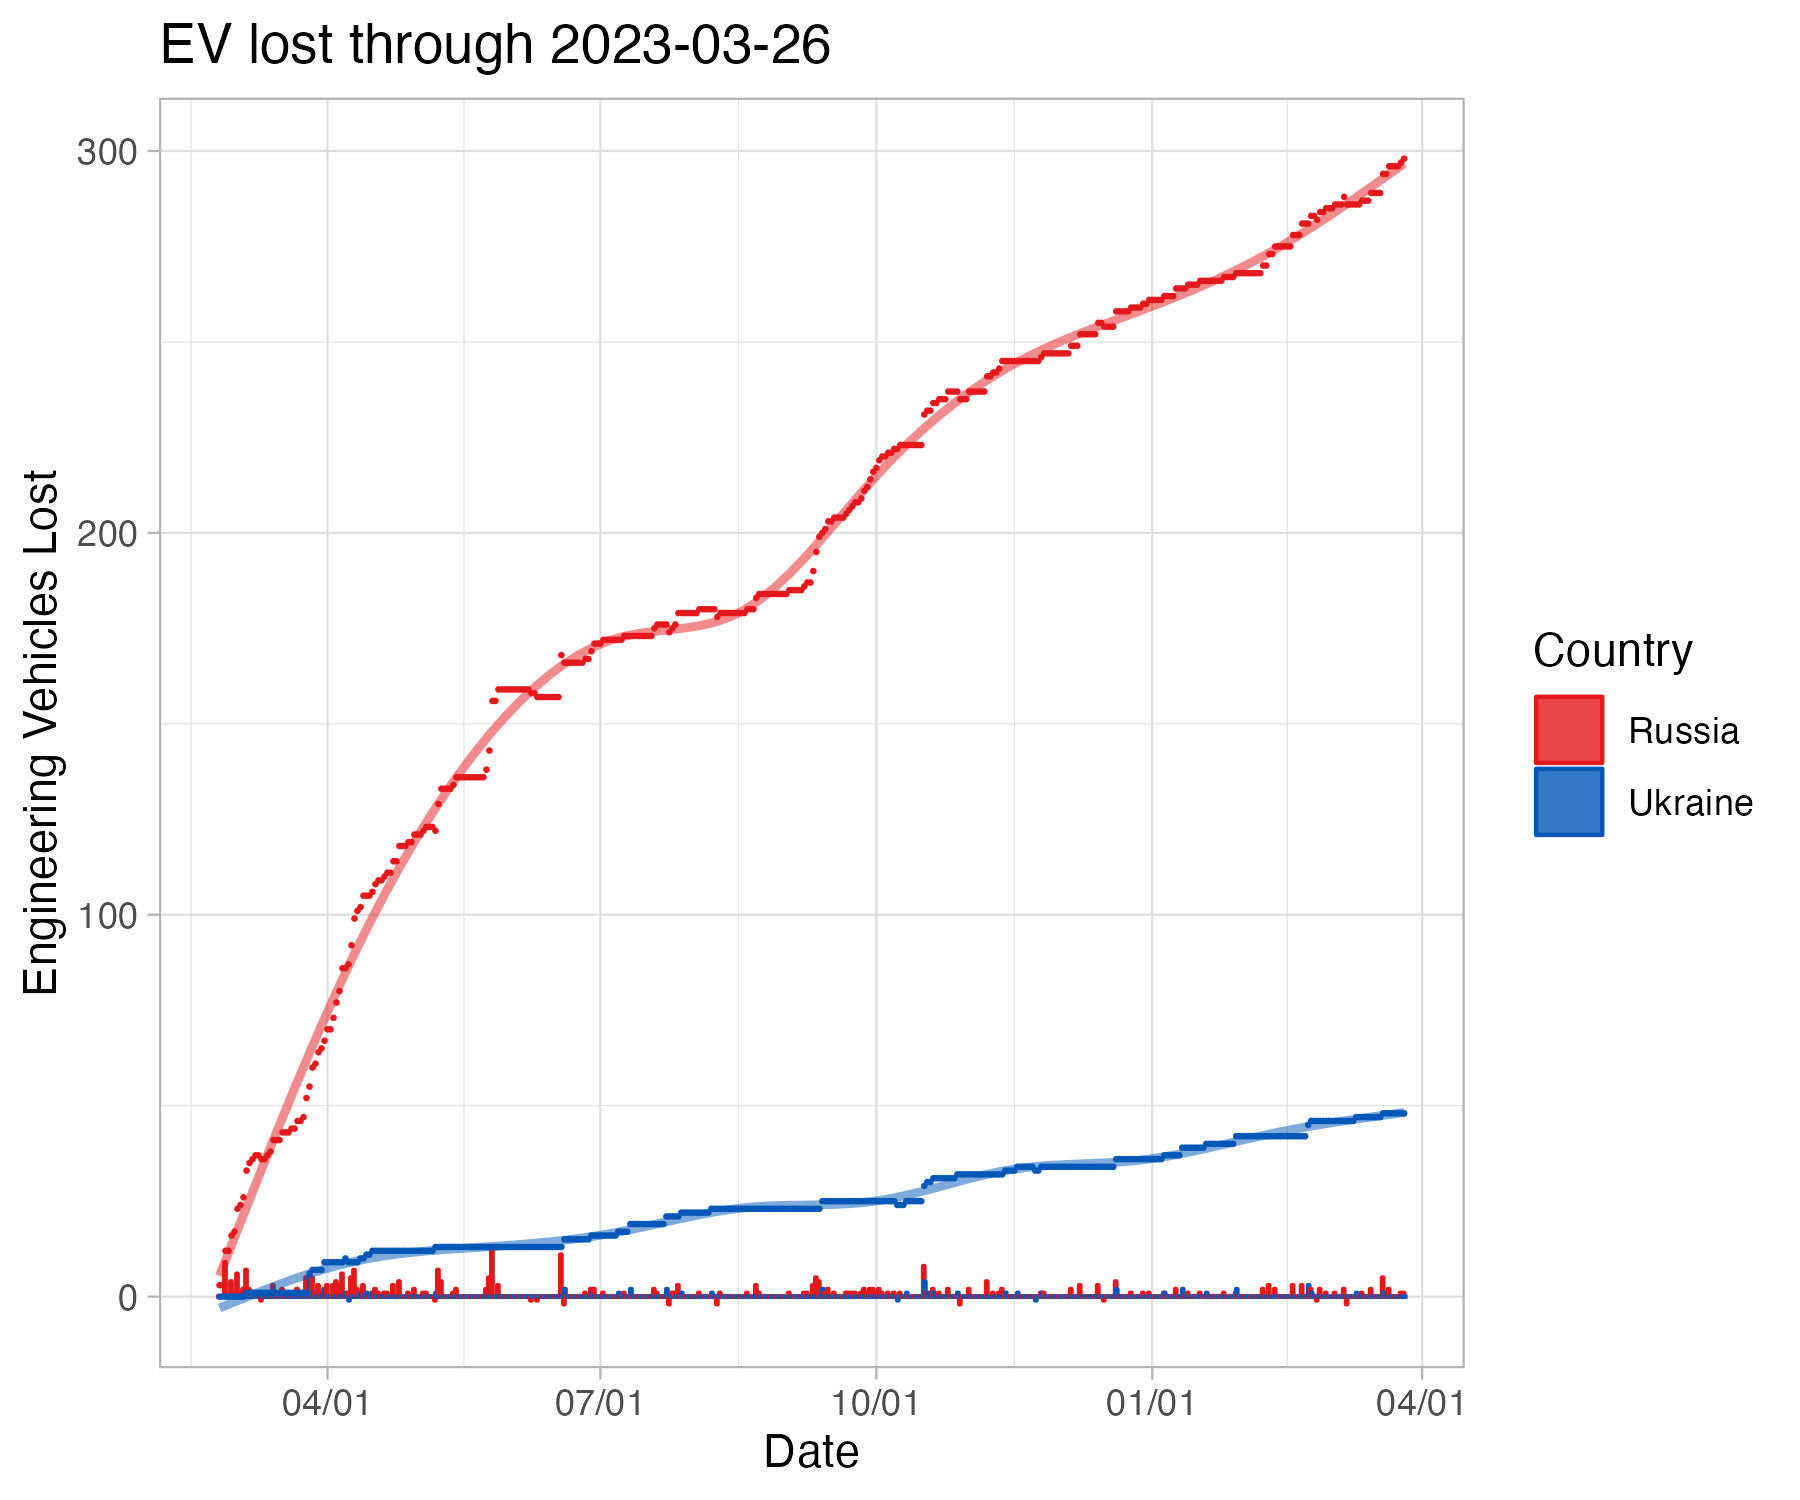 EV lost through 2023-03-26
Engineering Vehicles Lost
300
200
100
0
04/01
07/01
10/01
01/01
04/01
Date
Country
Russia
Ukraine